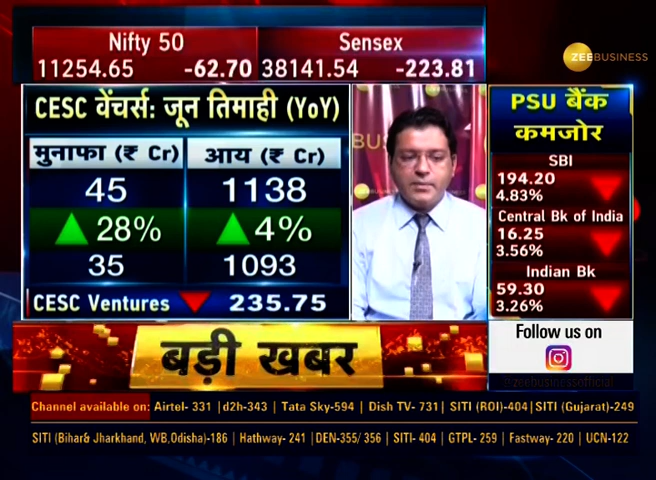 Nifty 50
11254.65 -62.70
Sensex
38141.54 -223.81
ZEE BUSINESS
CESC वेंचर्स: जून तिमाही (YoY)
मुनाफा (₹ Cr) आय (₹ Cr)
45 1138
28% 4%
35 1093
CESC Ventures 235.75
PSU बैंक
कमजोर
SBI
194.20
4.83%
Central Bk of India
16.25
3.56%
Indian Bk
59.30
3.26%
Follow us on
@zeebusinessofficial
बड़ी खबर
Channel available on: Airtel- 331 |d2h-343 | Tata Sky-594 | Dish TV- 731| SITI (ROI)-404|SITI (Gujarat)-249
SITI (Bihar& Jharkhand, WB,Odisha)-186 | Hathway- 241 |DEN-355/ 356 | SITI- 404 | GTPL- 259 | Fastway- 220 | UCN-122